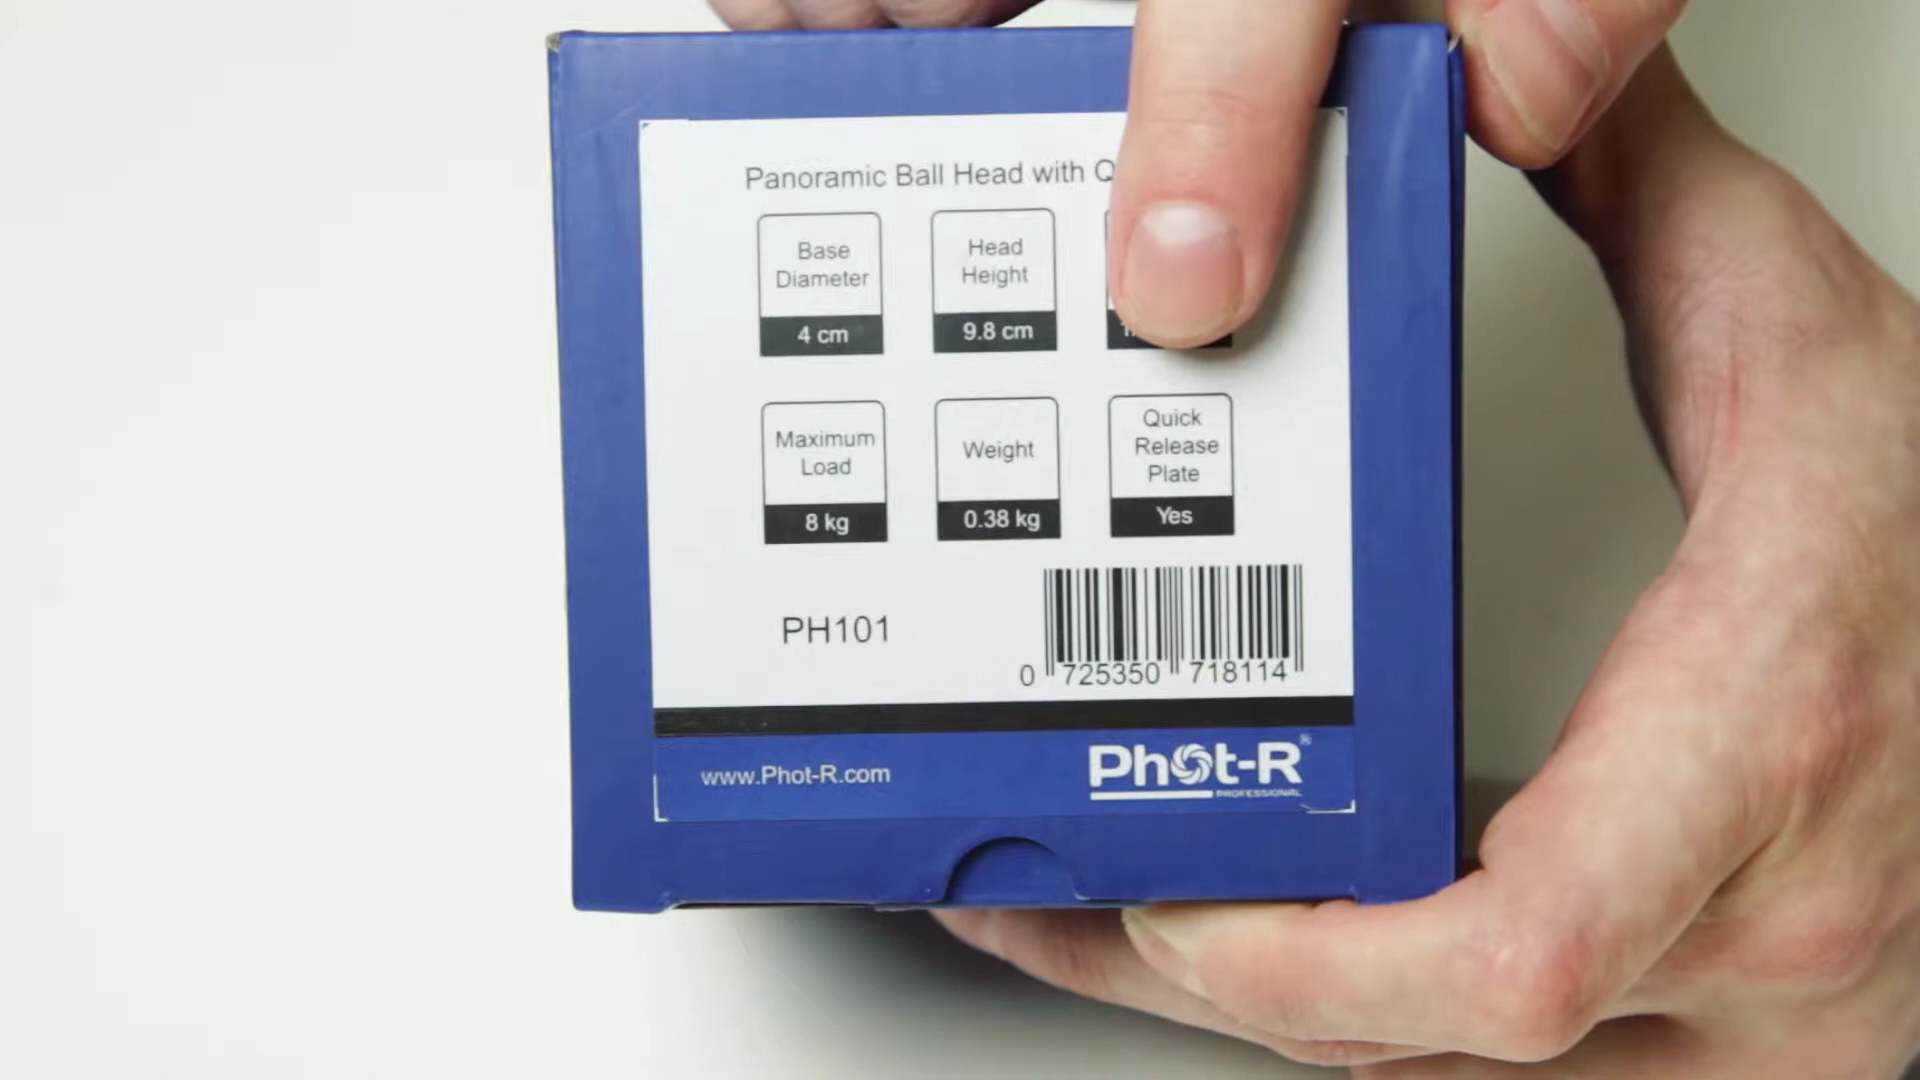 Panoramic Ball Head with
Base
Diameter
4 cm
Head
Height
9.8 cm
Maximum
Load
8 kg
Weight
0.38 kg
Quick
Release
Plate
Yes
PH101
0 725350 718114
www.Phot-R.com
Phot-R®
PROFESSIONAL